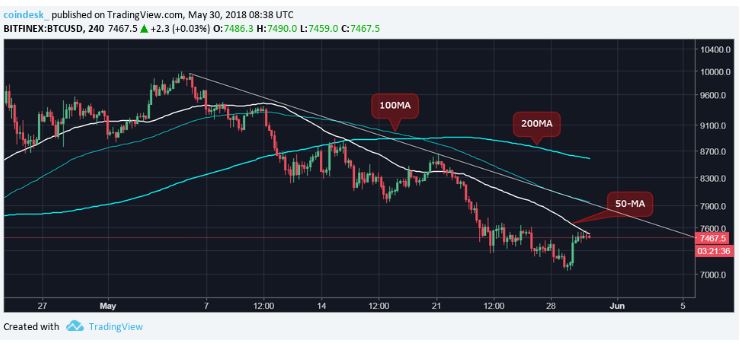 coindesk_ published on TradingView.com, May 30, 2018 08:38 UTC
BITFINEX:BTCUSD, 240 7467.5 ▲ +2.3 (+0.03%) O:7486.3 H:7490.0 L:7459.0 C:7467.5
10400.0
10000.0
9600.0
100MA
9100.0
200MA
8700.0
8300.0
50-MA
7900.0
7600.0
7467.5
03:21:36
7000.0
27 May 7 12:00 14 12:00 21 12:00 28 Jun 5
Created with TradingView